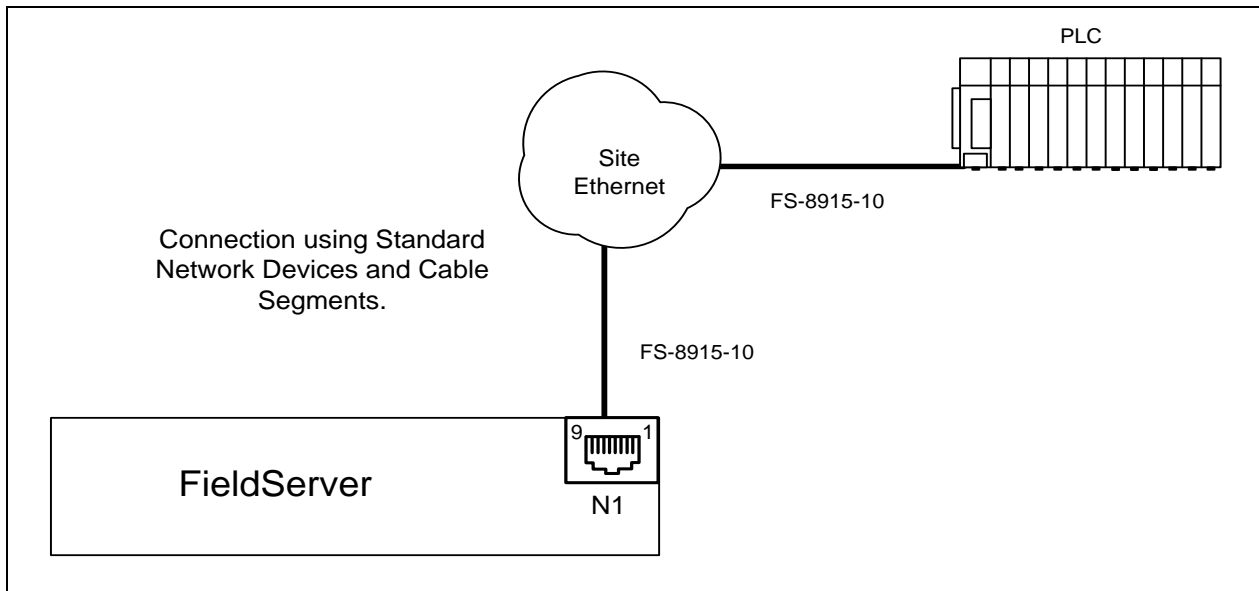 PLC
Site
Ethernet
FS-8915-10
Connection using Standard
Network Devices and Cable
Segments.
FS-8915-10
9 1
FieldServer
N1